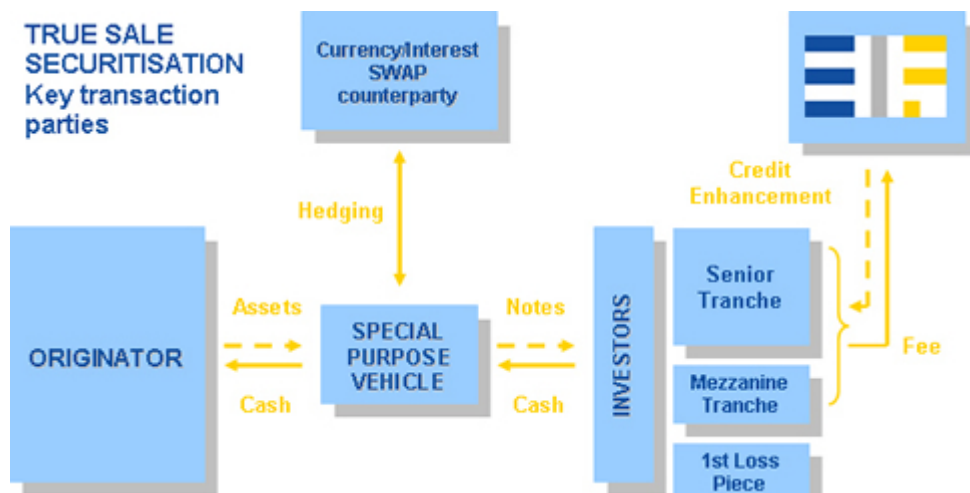 TRUE SALE
SECURITISATION
Key transaction
parties
Currency/Interest
SWAP
counterparty
Credit
Enhancement
Hedging
ORIGINATOR
Assets
Cash
SPECIAL
PURPOSE
VEHICLE
Notes
Cash
INVESTORS
Senior
Tranche
Mezzanine
Tranche
1st Loss
Piece
Fee